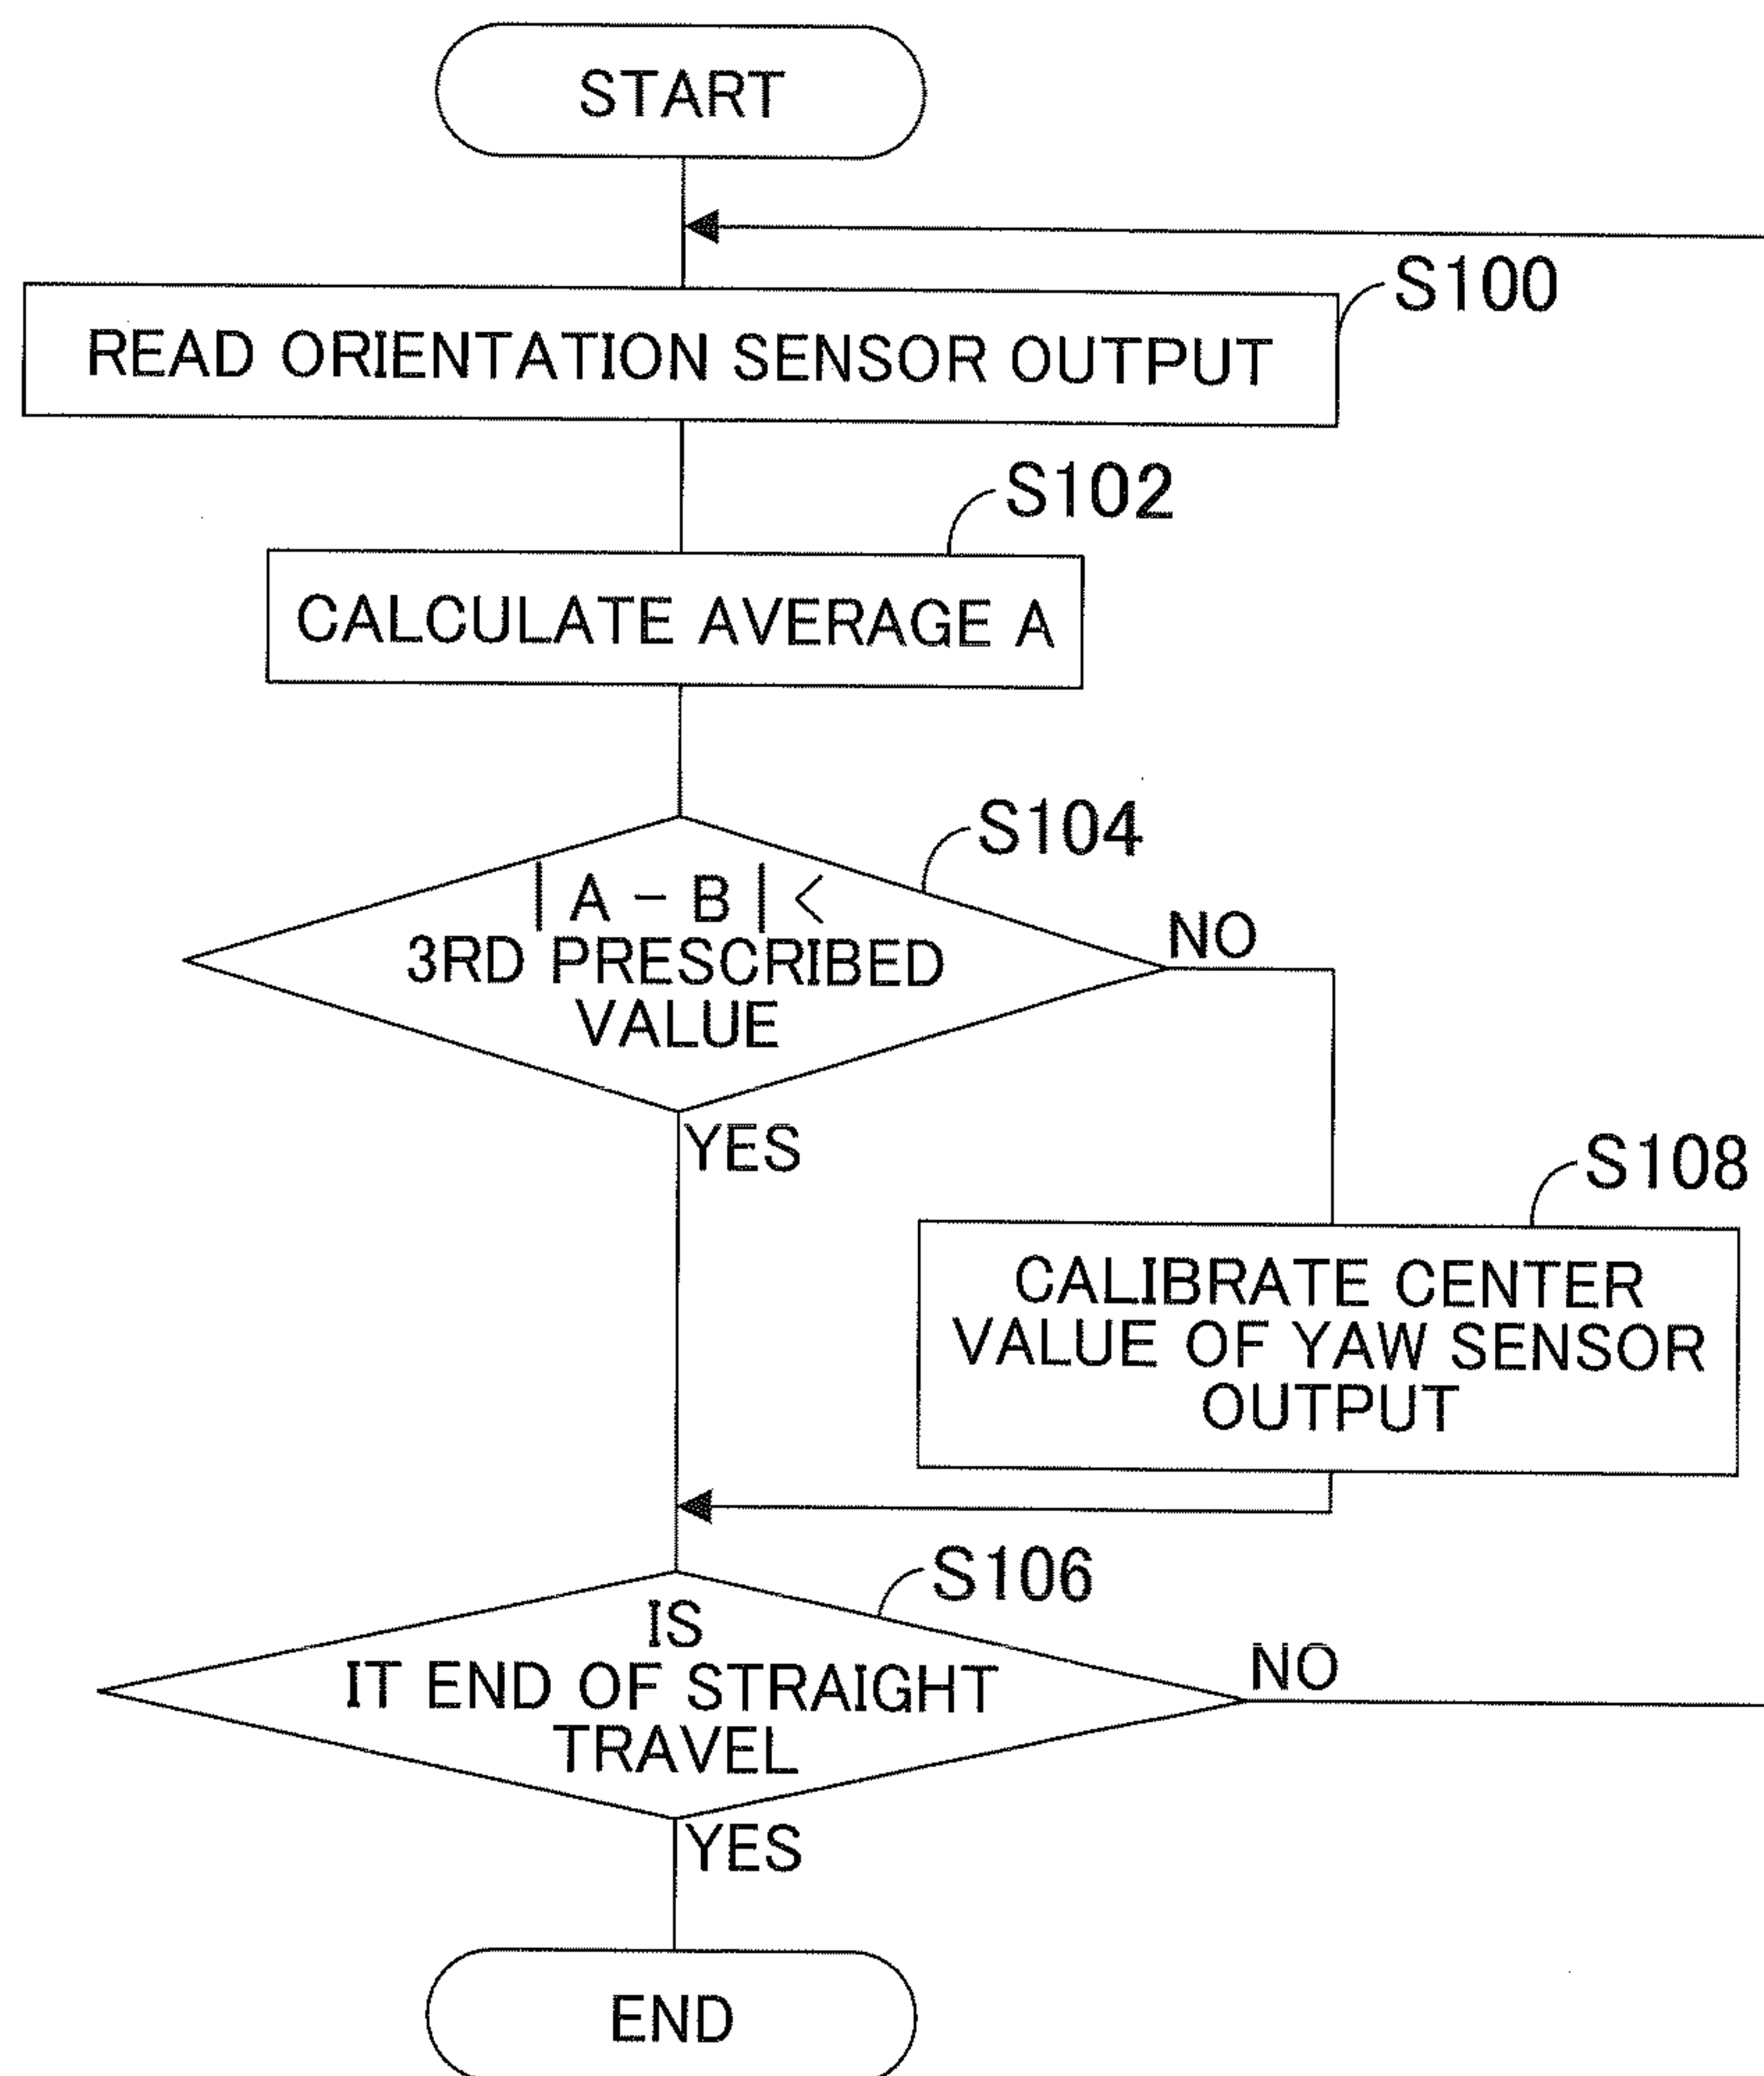 START
S100
READ ORIENTATION SENSOR OUTPUT
S102
CALCULATE AVERAGE A
S104
| A - B | <
3RD PRESCRIBED
VALUE
NO
YES
S108
CALIBRATE CENTER
VALUE OF YAW SENSOR
OUTPUT
S106
IS
IT END OF STRAIGHT
TRAVEL
NO
YES
END